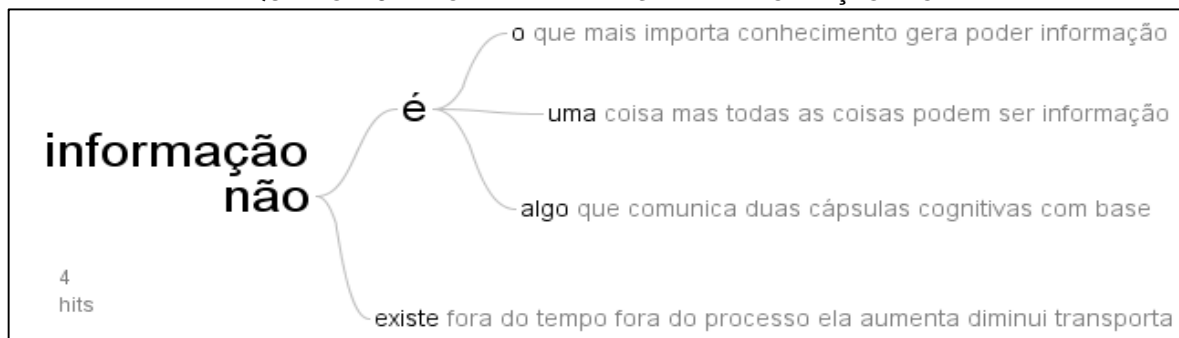 o que mais importa conhecimento gera poder informação
é
uma coisa mas todas as coisas podem ser informação
informação
não
algo que comunica duas cápsulas cognitivas com base
4
hits
existe fora do tempo fora do processo ela aumenta diminui transporta